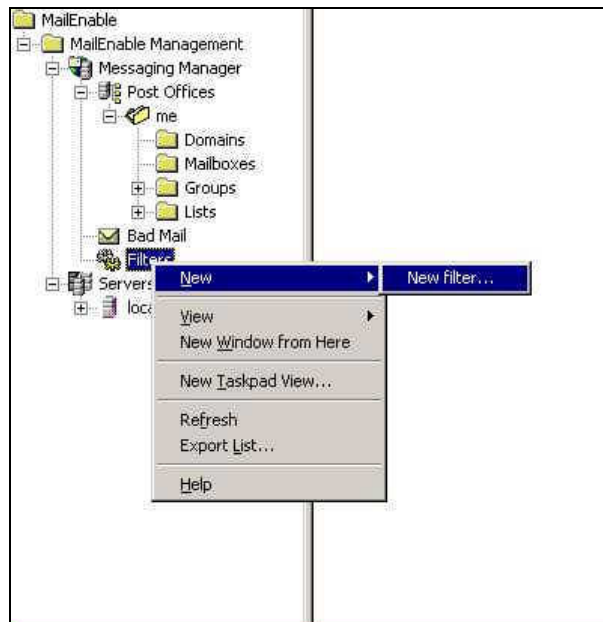 MailEnable
MailEnable Management
Messaging Manager
Post Offices
me
Domains
Mailboxes
Groups
Lists
Bad Mail
Filters
New
New filter...
Servers
View
New Window from Here
New Taskpad View...
Refresh
Export List...
Help